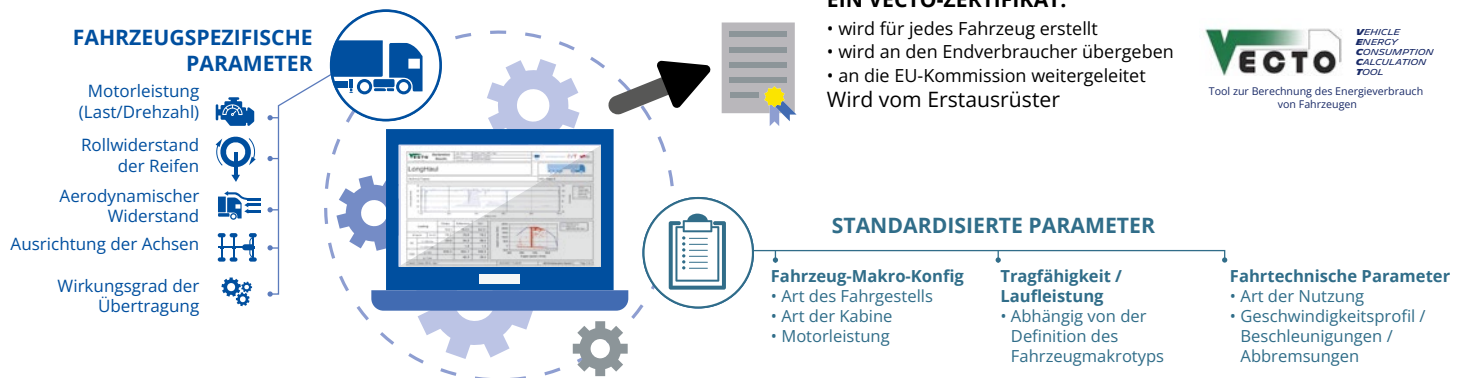 EIN VECTO-ZERTIFIKAT:
• wird für jedes Fahrzeug erstellt
• wird an den Endverbraucher übergeben
• an die EU-Kommission weitergeleitet
Wird vom Erstausrüster
VECTO
VEHICLE
ENERGY
CONSUMPTION
CALCULATION
TOOL
Tool zur Berechnung des Energieverbrauch
von Fahrzeugen
FAHRZEUGSPEZIFISCHE
PARAMETER
Motorleistung
(Last/Drehzahl)
Rollwiderstand
der Reifen
Aerodynamischer
Widerstand
Ausrichtung der Achsen
Wirkungsgrad der
Übertragung
VECTO
LongHaul
STANDARDISIERTE PARAMETER
Fahrzeug-Makro-Konfig
• Art des Fahrgestells
• Art der Kabine
• Motorleistung
Tragfähigkeit /
Laufleistung
• Abhängig von der
Definition des
Fahrzeugmakrotyps
Fahrtechnische Parameter
• Art der Nutzung
• Geschwindigkeitsprofil /
Beschleunigungen /
Abbremsungen